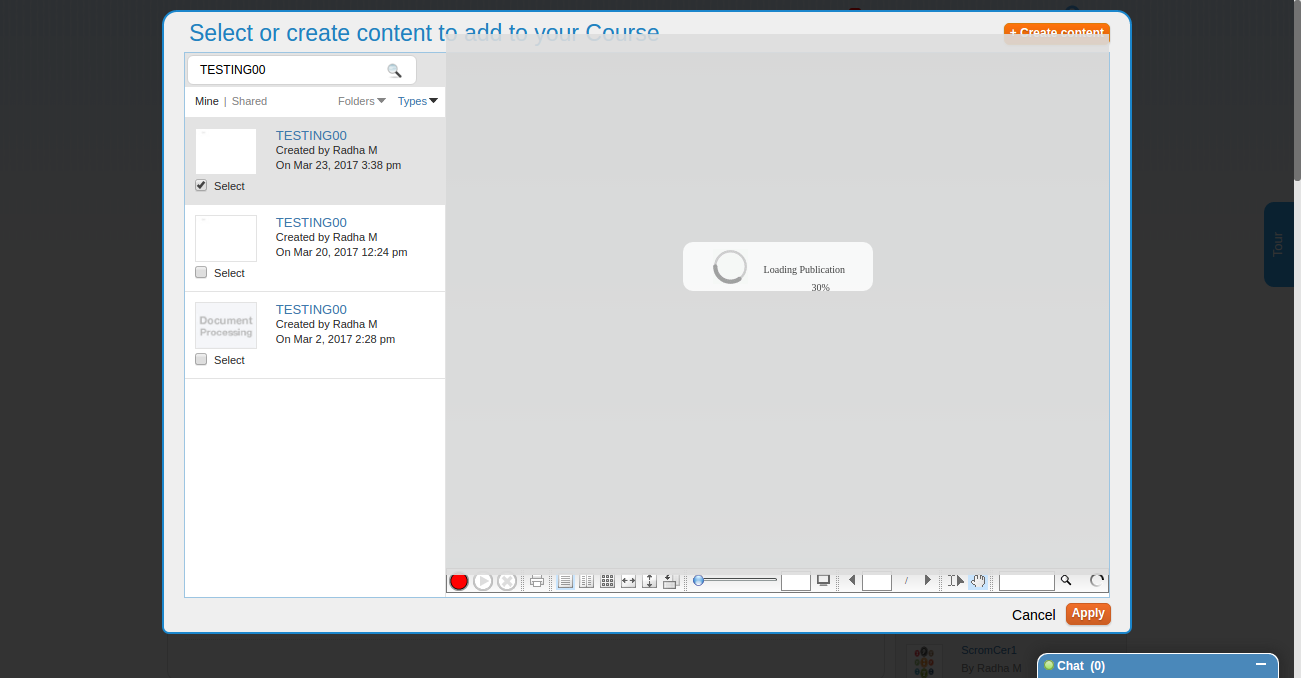 Select or create content to add to your Course
+ Create content
TESTING00
Mine | Shared
Folders
Types
TESTING00
Created by Radha M
On Mar 23, 2017 3:38 pm
Select
TESTING00
Created by Radha M
On Mar 20, 2017 12:24 pm
Select
Document
Processing
TESTING00
Created by Radha M
On Mar 2, 2017 2:28 pm
Select
Loading Publication
30%
/
Tour
Cancel
Apply
ScromCer1
By Radha M
Chat (0)